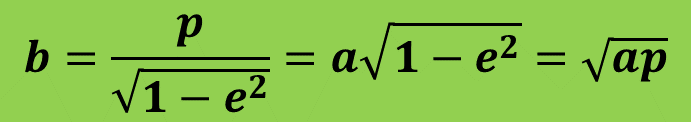 b = p/√(1 − e²) = a√(1 − e²) = √(ap)